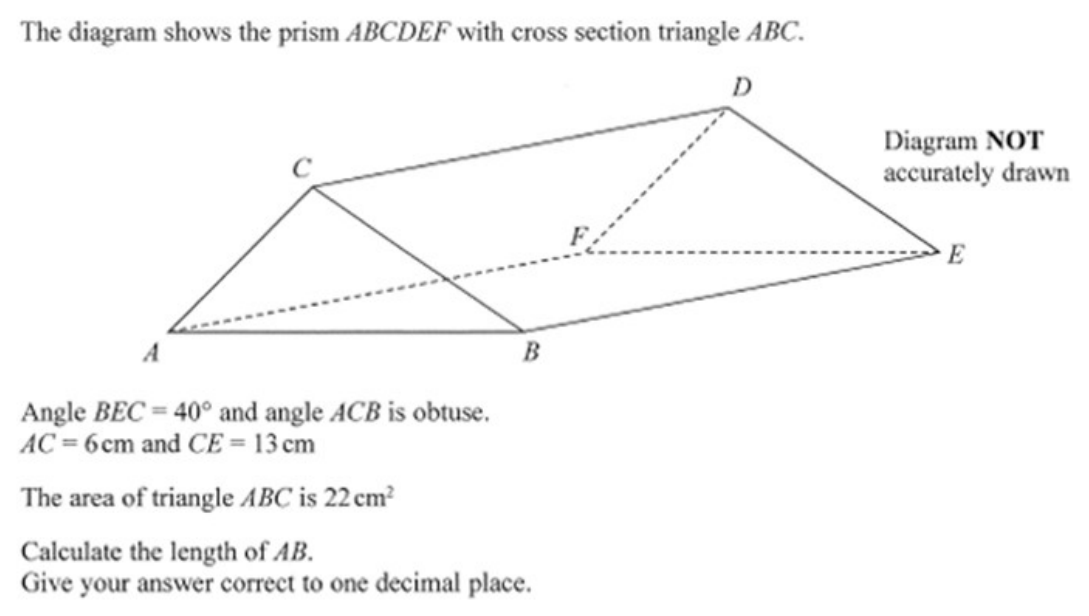 The diagram shows the prism ABCDEF with cross section triangle ABC.
D
Diagram NOT
accurately drawn
C
F
E
A
B
Angle BEC = 40° and angle ACB is obtuse.
AC = 6 cm and CE = 13 cm
The area of triangle ABC is 22 cm²
Calculate the length of AB.
Give your answer correct to one decimal place.